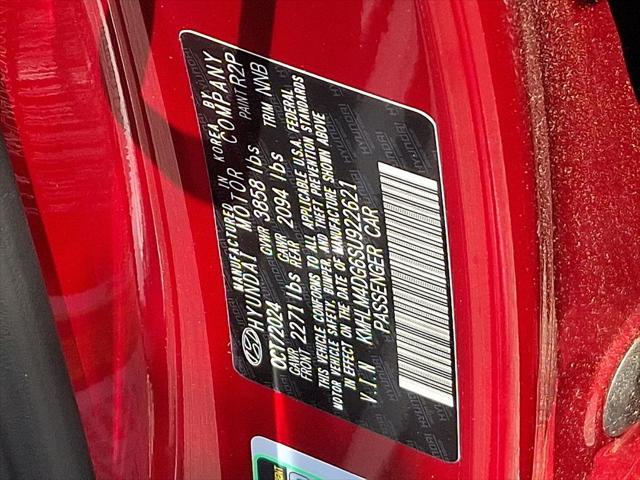 MANUFACTURED IN KOREA BY
HYUNDAI MOTOR COMPANY
OCT/2024 GVWR 3858 lbs PAINT R2P
GAWR FRONT 2271 lbs GAWR REAR 2094 lbs TRIM NNB
THIS VEHICLE CONFORMS TO ALL APPLICABLE U.S.A. FEDERAL
MOTOR VEHICLE SAFETY, BUMPER, AND THEFT PREVENTION STANDARDS
IN EFFECT ON THE DATE OF MANUFACTURE SHOWN ABOVE
V.I.N KMHLM4DG6SU922621
PASSENGER CAR